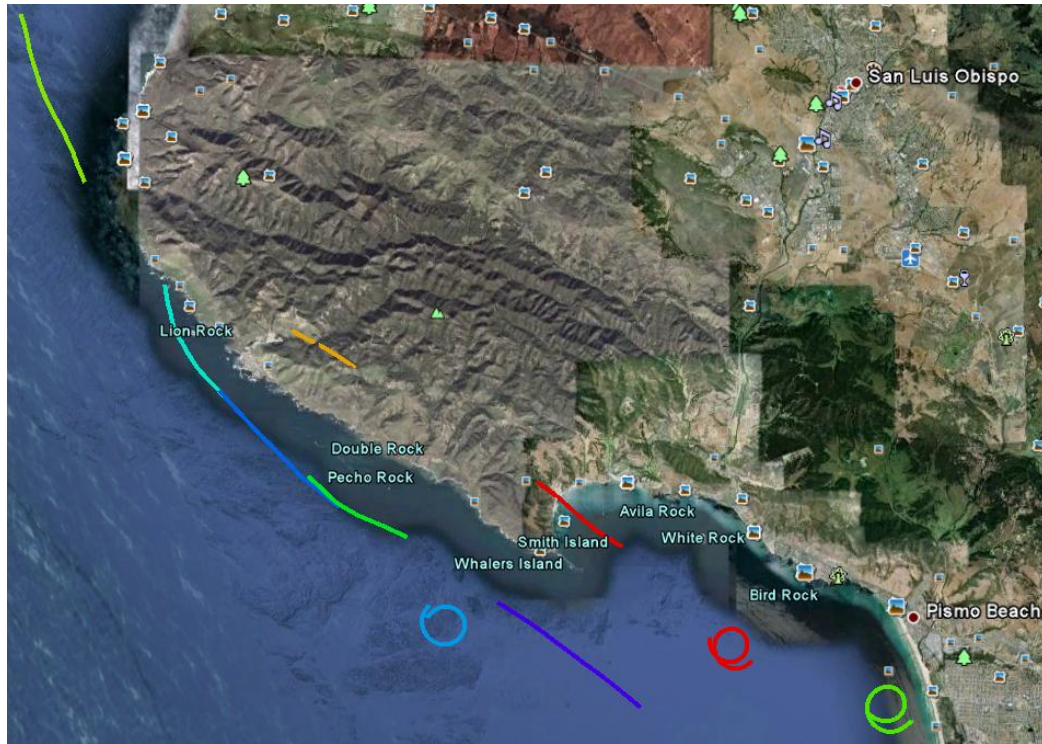 San Luis Obispo
Lion Rock
Double Rock
Pecho Rock
Avila Rock
Smith Island
White Rock
Whalers Island
Bird Rock
Pismo Beach